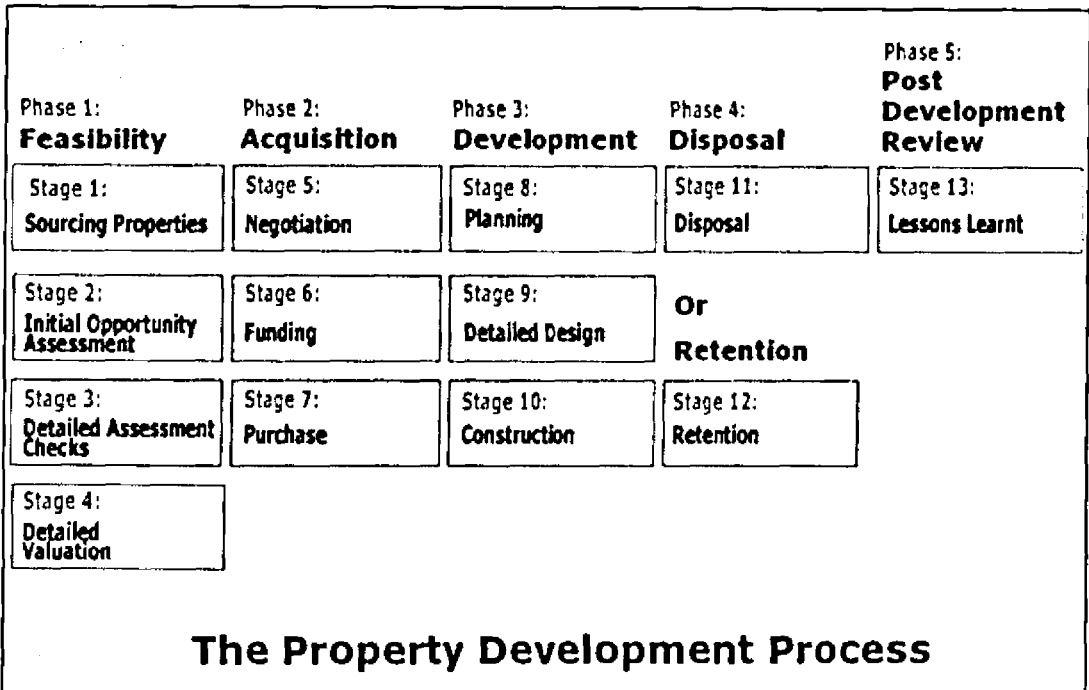 Phase 1:
Feasibility
Stage 1:
Sourcing Properties
Stage 2:
Initial Opportunity
Assessment
Stage 3:
Detailed Assessment
Checks
Stage 4:
Detailed
Valuation
Phase 2:
Acquisition
Stage 5:
Negotiation
Stage 6:
Funding
Stage 7:
Purchase
Phase 3:
Development
Stage 8:
Planning
Stage 9:
Detailed Design
Stage 10:
Construction
Phase 4:
Disposal
Stage 11:
Disposal
Or
Retention
Stage 12:
Retention
Phase 5:
Post
Development
Review
Stage 13:
Lessons Learnt
The Property Development Process